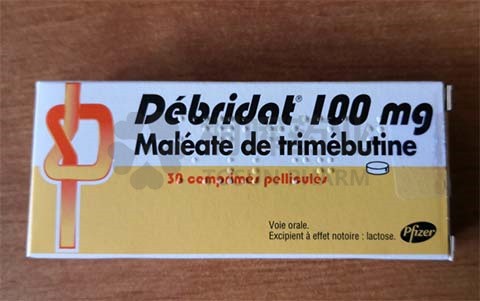 Débridat® 100 mg
Maléate de trimébutine
30 comprimés pelliculés
Voie orale.
Excipient à effet notoire : lactose.
Pfizer